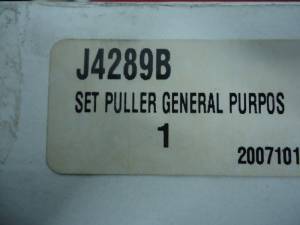 J4289B
SET PULLER GENERAL PURPOS
1
2007101